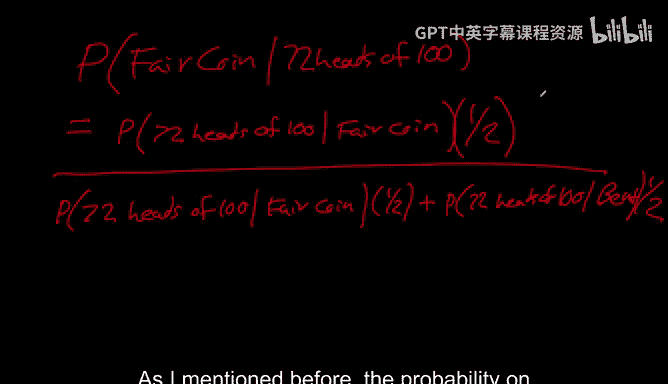 GPT中英字幕课程资源 bilibili
P(Fair Coin | 72 heads of 100)
= P(72 heads of 100 | Fair coin)(1/2)
P(72 heads of 100 | Fair coin)(1/2) + P(72 heads of 100 | Bent)1/2
As I mentioned before, the probability on